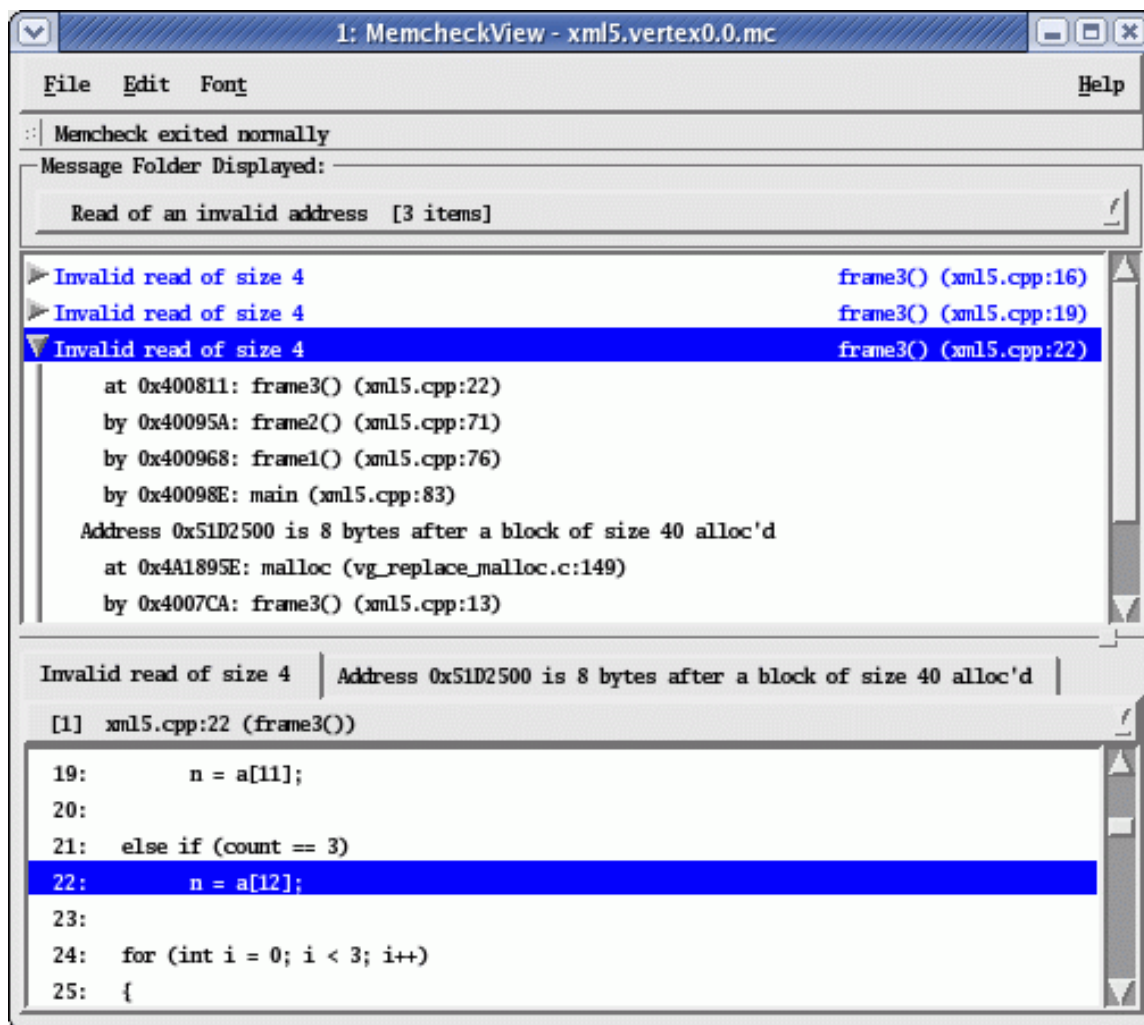 1: MemcheckView - xml5.vertex0.0.mc
File Edit Font Help
Memcheck exited normally
Message Folder Displayed:
Read of an invalid address [3 items]
Invalid read of size 4 frame3() (xml5.cpp:16)
Invalid read of size 4 frame3() (xml5.cpp:19)
Invalid read of size 4 frame3() (xml5.cpp:22)
at 0x400811: frame3() (xml5.cpp:22)
by 0x40095A: frame2() (xml5.cpp:71)
by 0x400968: frame1() (xml5.cpp:76)
by 0x40098E: main (xml5.cpp:83)
Address 0x51D2500 is 8 bytes after a block of size 40 alloc'd
at 0x4A1895E: malloc (vg_replace_malloc.c:149)
by 0x4007CA: frame3() (xml5.cpp:13)
Invalid read of size 4 Address 0x51D2500 is 8 bytes after a block of size 40 alloc'd
[1] xml5.cpp:22 (frame3())
19: n = a[11];
20:
21: else if (count == 3)
22: n = a[12];
23:
24: for (int i = 0; i < 3; i++)
25: {